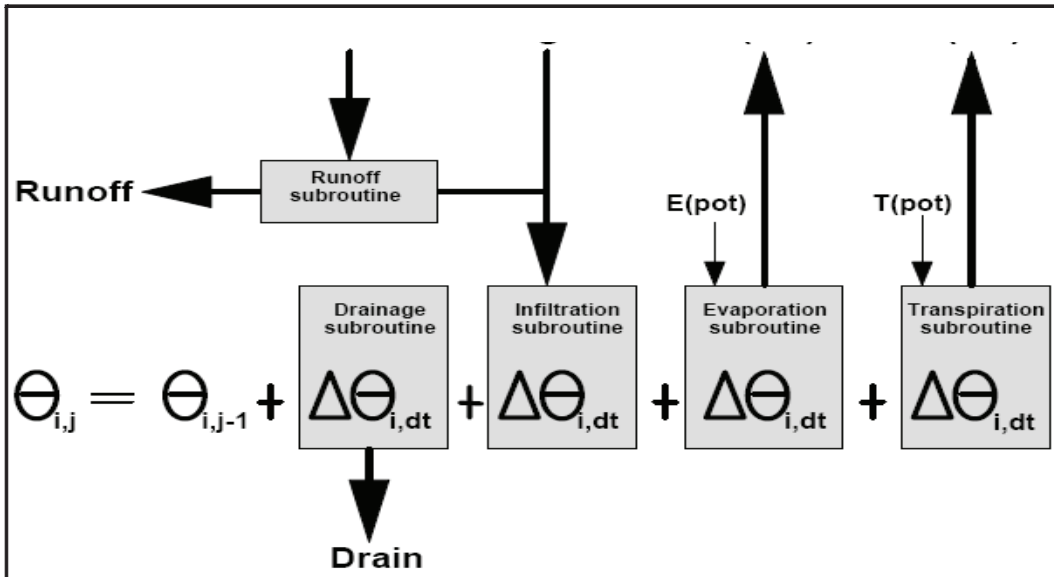 Runoff
Runoff
subroutine
E(pot)
T(pot)
Drainage
subroutine
Infiltration
subroutine
Evaporation
subroutine
Transpiration
subroutine
Θi,j = Θi,j-1 + ΔΘi,dt + ΔΘi,dt + ΔΘi,dt + ΔΘi,dt
Drain